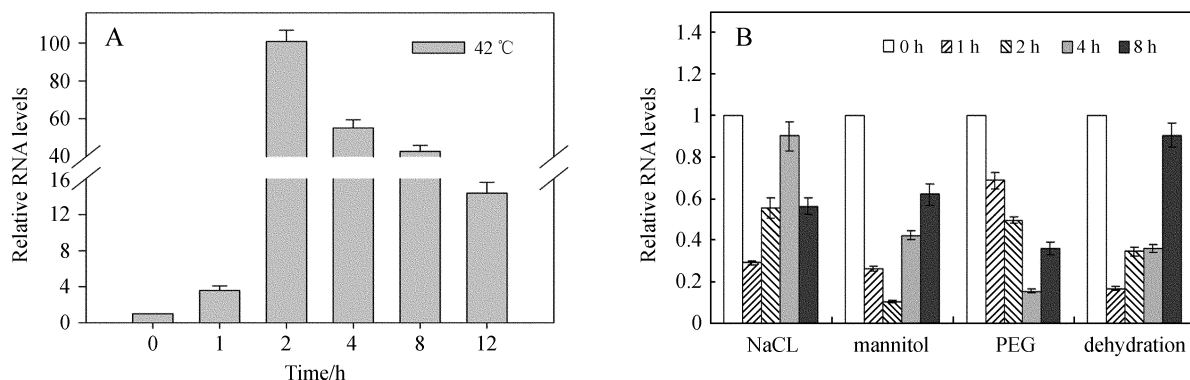 A
42 ℃
Relative RNA levels
100
80
60
40
16
12
8
4
0
0 1 2 4 8 12
Time/h
B
0 h 1 h 2 h 4 h 8 h
Relative RNA levels
1.4
1.2
1
0.8
0.6
0.4
0.2
0
NaCL mannitol PEG dehydration